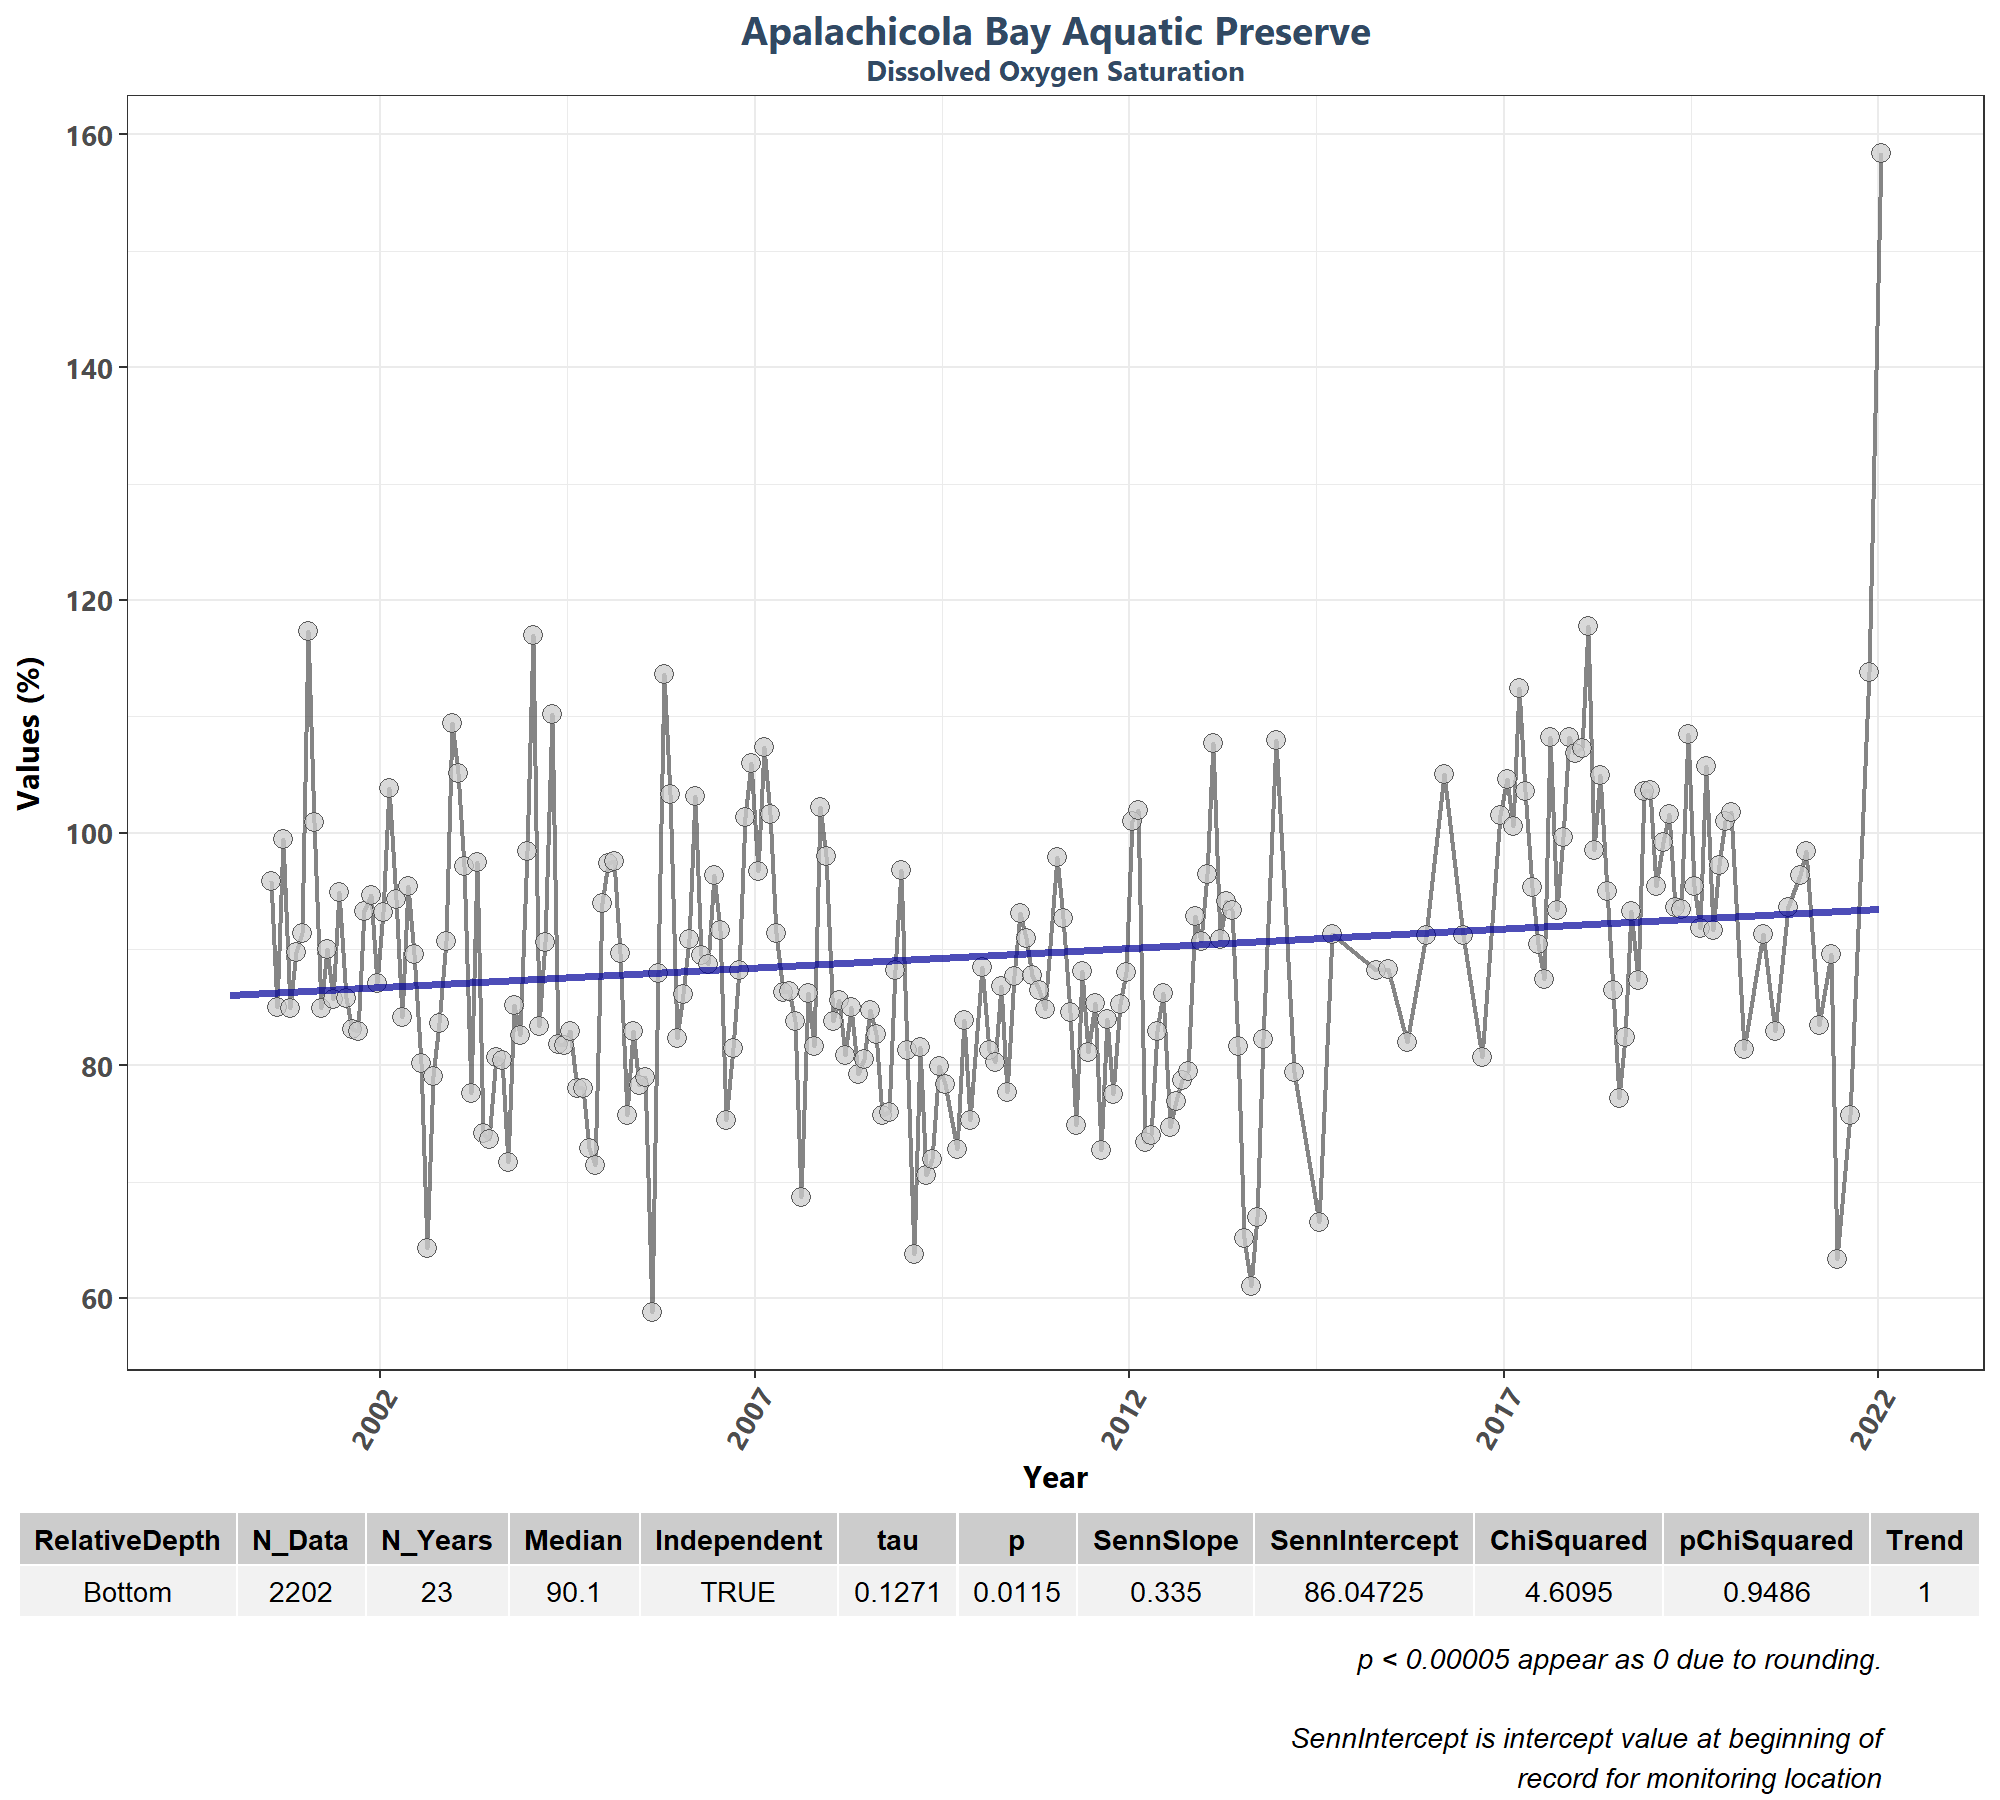 Apalachicola Bay Aquatic Preserve
Dissolved Oxygen Saturation
160
140
120
100
80
60
Values (%)
2002
2007
2012
2017
2022
Year
RelativeDepth N_Data N_Years Median Independent tau p SennSlope SennIntercept ChiSquared pChiSquared Trend
Bottom 2202 23 90.1 TRUE 0.1271 0.0115 0.335 86.04725 4.6095 0.9486 1
p < 0.00005 appear as 0 due to rounding.
SennIntercept is intercept value at beginning of
record for monitoring location